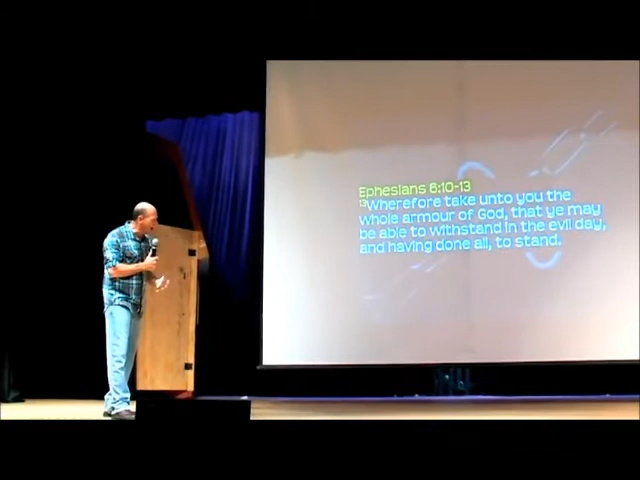 Ephesians 6:10-13
13Wherefore take unto you the
whole armour of God, that ye may
be able to withstand in the evil day,
and having done all, to stand.